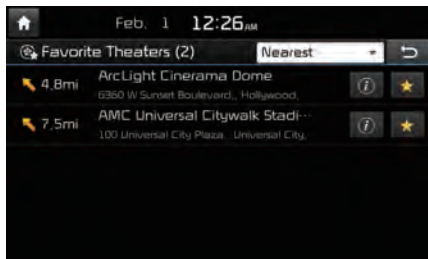 Feb. 1 12:26AM
Favorite Theaters (2) Nearest
4.8mi ArcLight Cinerama Dome
6360 W Sunset Boulevard., Hollywood,
7.5mi AMC Universal Citywalk Stadi...
100 Universal City Plaza, Universal City,